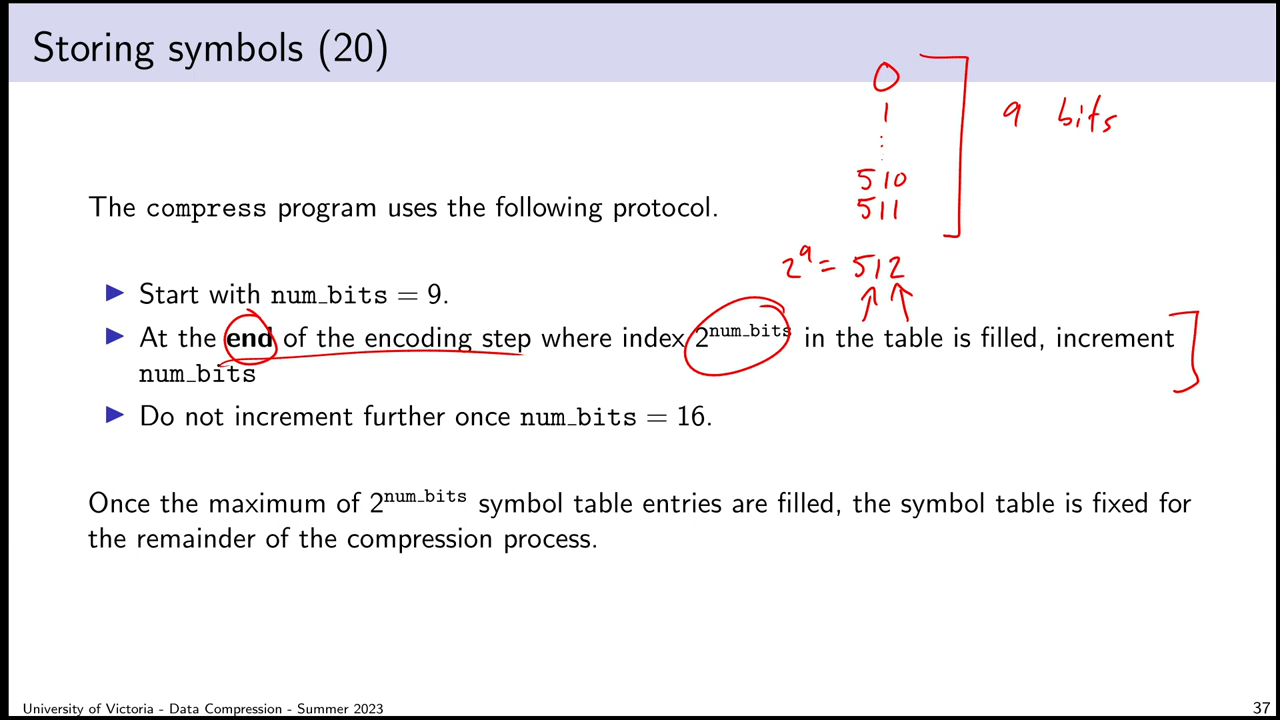 Storing symbols (20)
0
1
⋮
510
511
9 bits
2⁹ = 512
The compress program uses the following protocol.
▶ Start with num_bits = 9.
▶ At the end of the encoding step where index 2^num_bits in the table is filled, increment
num_bits
▶ Do not increment further once num_bits = 16.
Once the maximum of 2^num_bits symbol table entries are filled, the symbol table is fixed for
the remainder of the compression process.
University of Victoria - Data Compression - Summer 2023
37